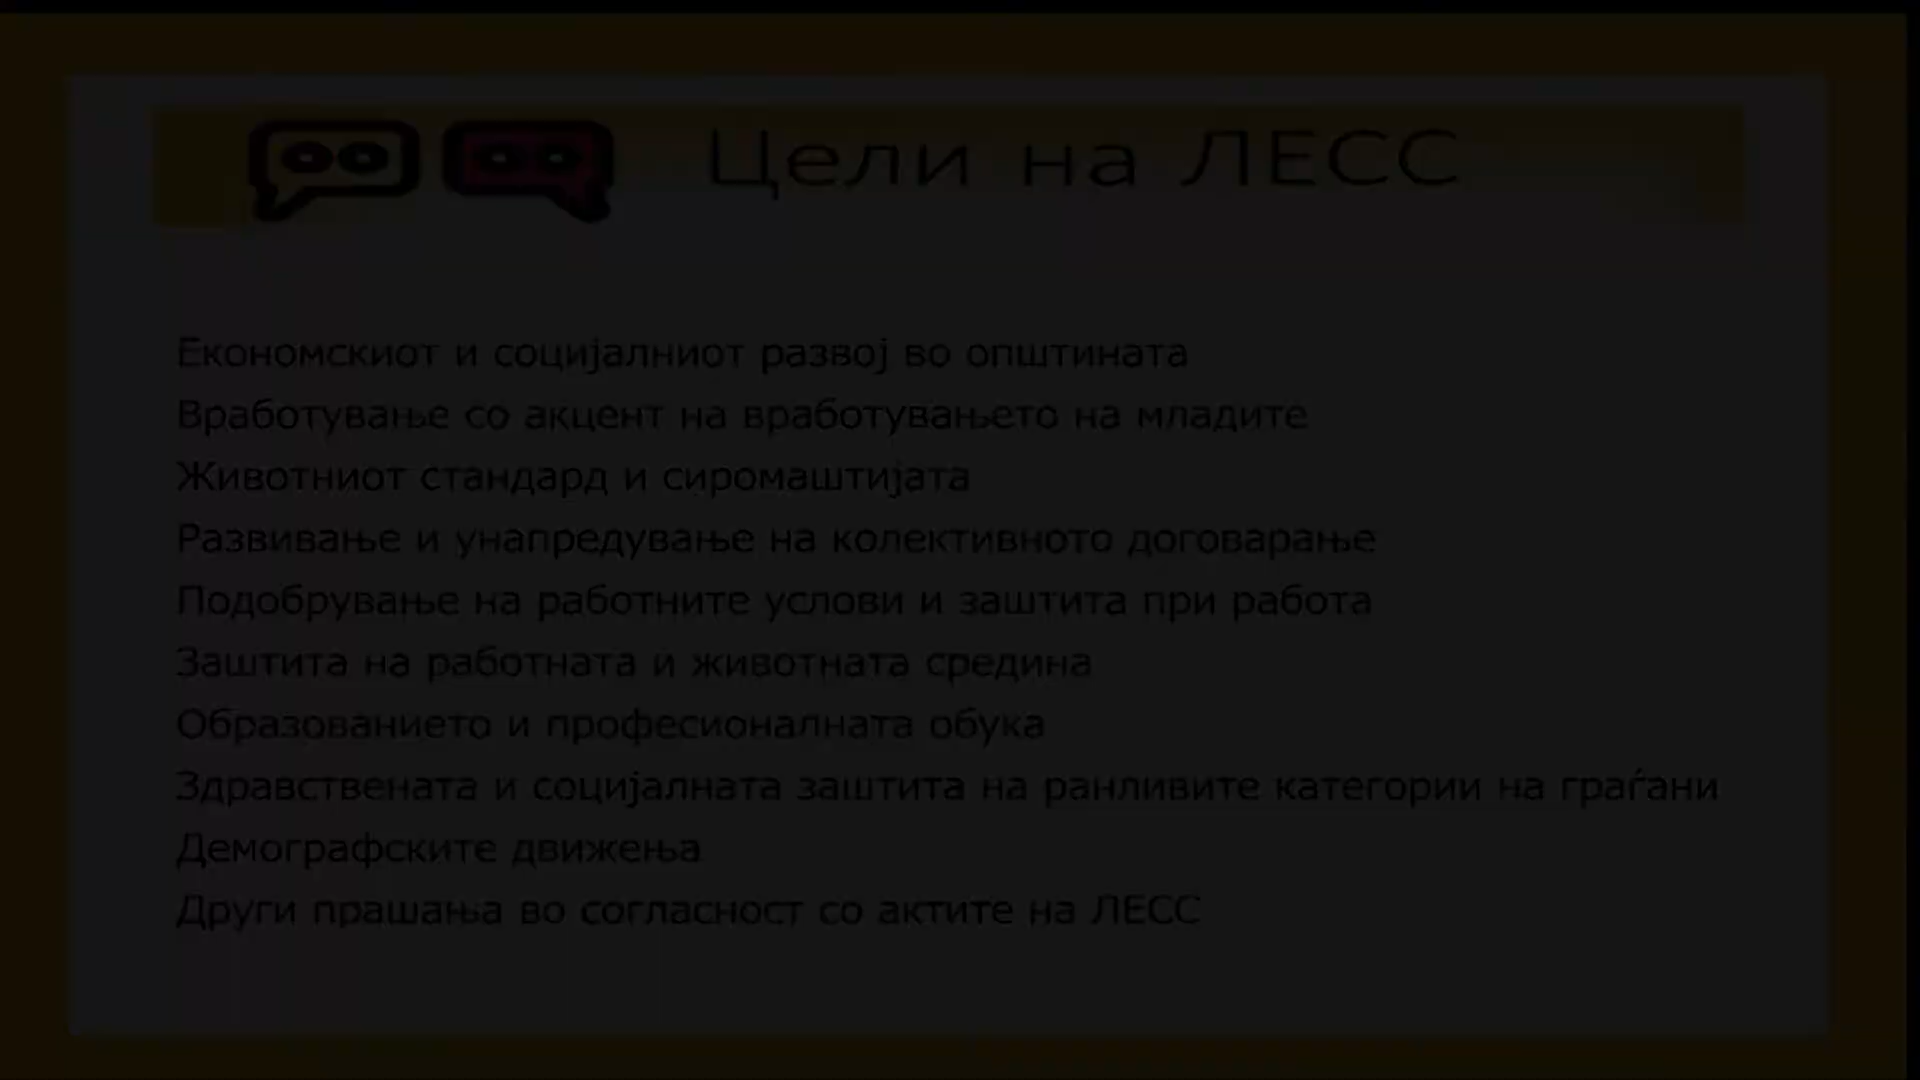 Цели на ЛЕСС
Економскиот и социјалниот развој во општината
Вработување со акцент на вработувањето на младите
Животниот стандард и сиромаштијата
Развивање и унапредување на колективното договарање
Подобрување на работните услови и заштита при работа
Заштита на работната и животната средина
Образованието и професионалната обука
Здравствената и социјалната заштита на ранливите категории на граѓани
Демографските движења
Други прашања во согласност со актите на ЛЕСС